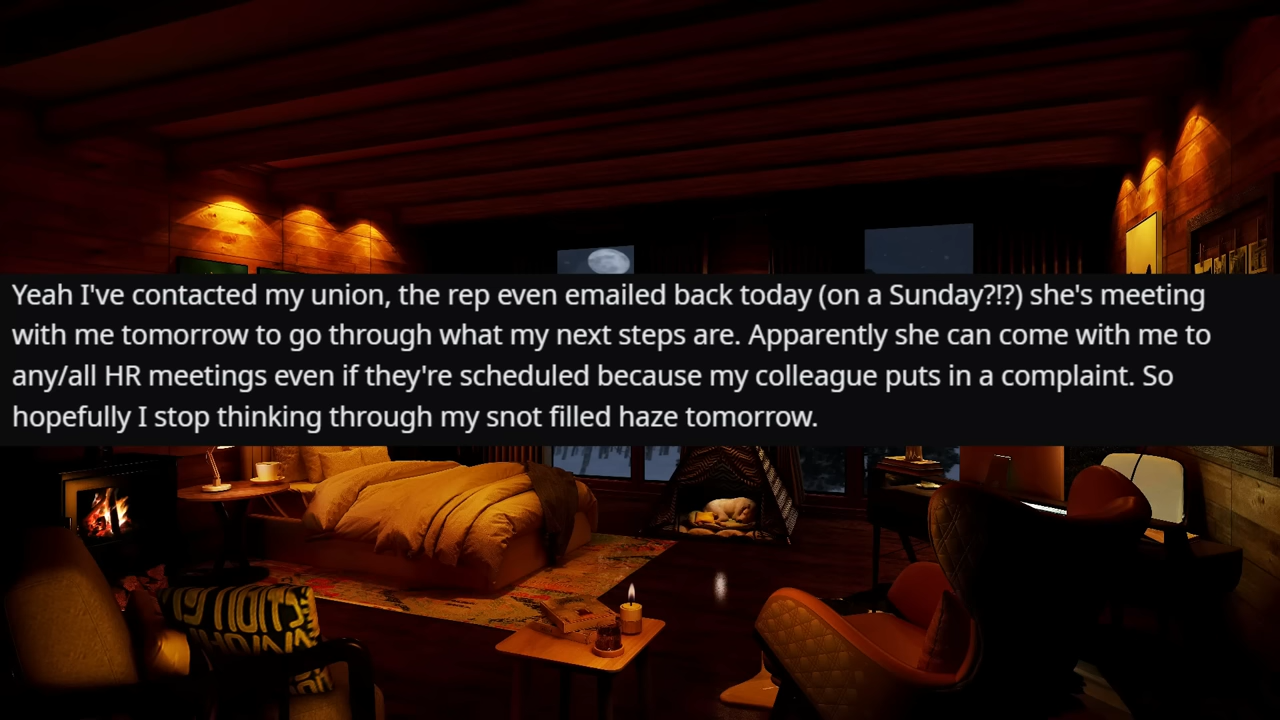 Yeah I've contacted my union, the rep even emailed back today (on a Sunday?!?) she's meeting
with me tomorrow to go through what my next steps are. Apparently she can come with me to
any/all HR meetings even if they're scheduled because my colleague puts in a complaint. So
hopefully I stop thinking through my snot filled haze tomorrow.